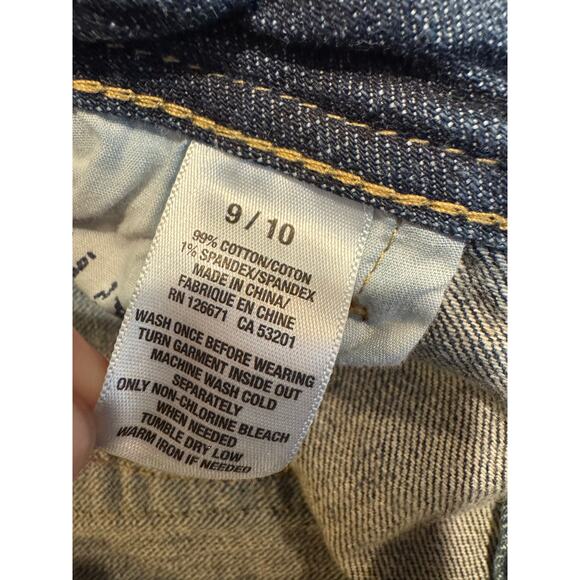 9 / 10
99% COTTON/COTON
1% SPANDEX/SPANDEX
MADE IN CHINA/
FABRIQUE EN CHINE
RN 126671 CA 53201
WASH ONCE BEFORE WEARING
TURN GARMENT INSIDE OUT
MACHINE WASH COLD
SEPARATELY
ONLY NON-CHLORINE BLEACH
WHEN NEEDED
TUMBLE DRY LOW
WARM IRON IF NEEDED